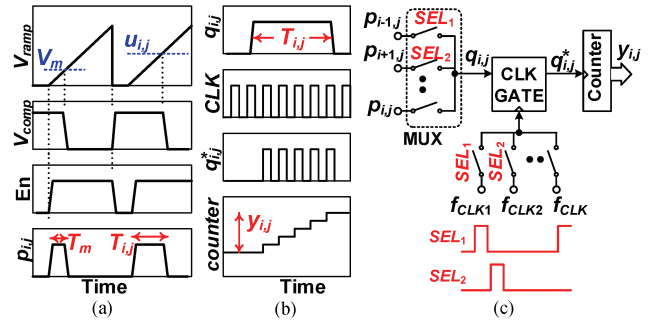 V_ramp
V_m
u_i,j
V_comp
En
p_i,j
T_m
T_i,j
Time
(a)
q_i,j
T_i,j
CLK
q*_i,j
counter
y_i,j
Time
(b)
p_i-1,j
SEL_1
p_i+1,j
SEL_2
p_i,j
MUX
q_i,j
CLK
GATE
q*_i,j
Counter
y_i,j
SEL_1
SEL_2
f_CLK1
f_CLK2
f_CLK
SEL_1
SEL_2
(c)